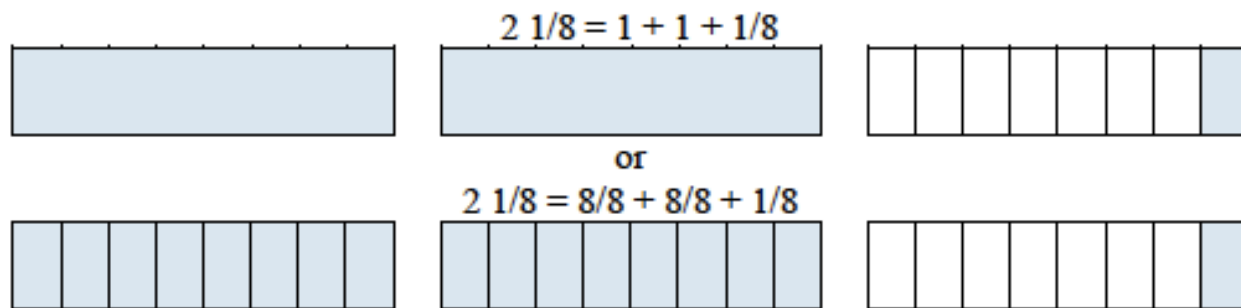 2 1/8 = 1 + 1 + 1/8
or
2 1/8 = 8/8 + 8/8 + 1/8